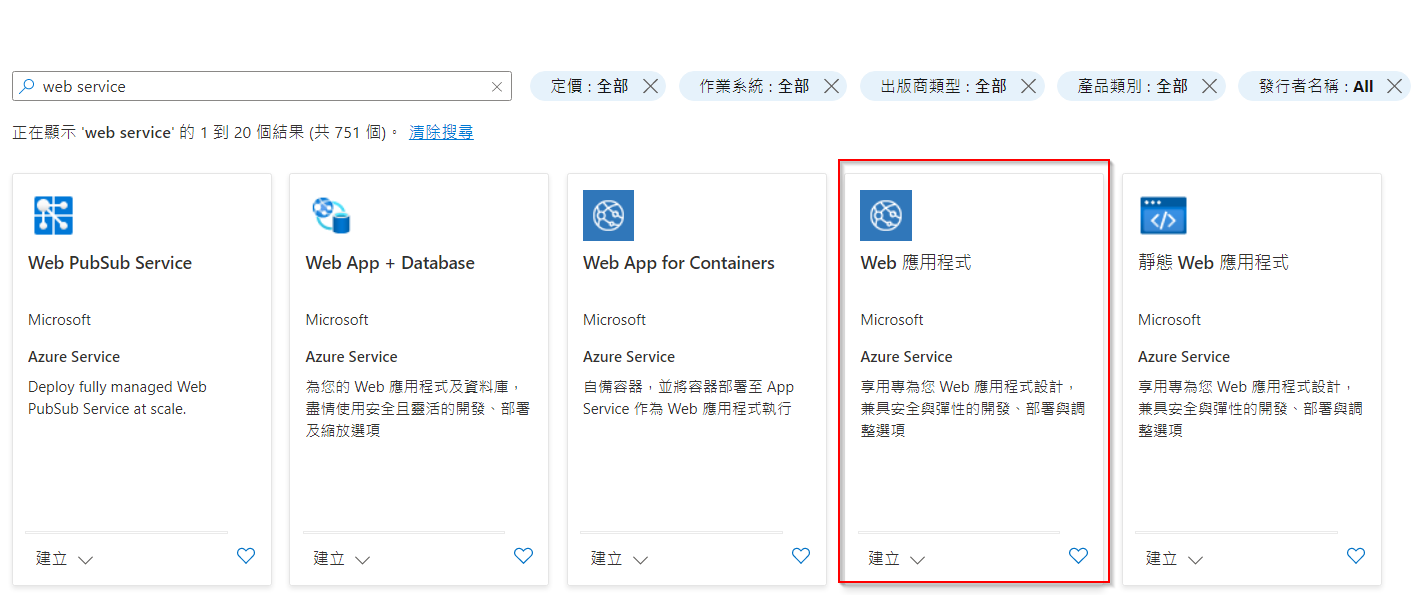 web service
定價 : 全部
作業系統 : 全部
出版商類型 : 全部
產品類別 : 全部
發行者名稱 : All
正在顯示 'web service' 的 1 到 20 個結果 (共 751 個)。 清除搜尋
Web PubSub Service
Microsoft
Azure Service
Deploy fully managed Web
PubSub Service at scale.
建立
Web App + Database
Microsoft
Azure Service
為您的 Web 應用程式及資料庫，
盡情使用安全且靈活的開發、部署
及縮放選項
建立
Web App for Containers
Microsoft
Azure Service
自備容器，並將容器部署至 App
Service 作為 Web 應用程式執行
建立
Web 應用程式
Microsoft
Azure Service
享用專為您 Web 應用程式設計，
兼具安全與彈性的開發、部署與調
整選項
建立
靜態 Web 應用程式
Microsoft
Azure Service
享用專為您 Web 應用程式設計，
兼具安全與彈性的開發、部署與調
整選項
建立